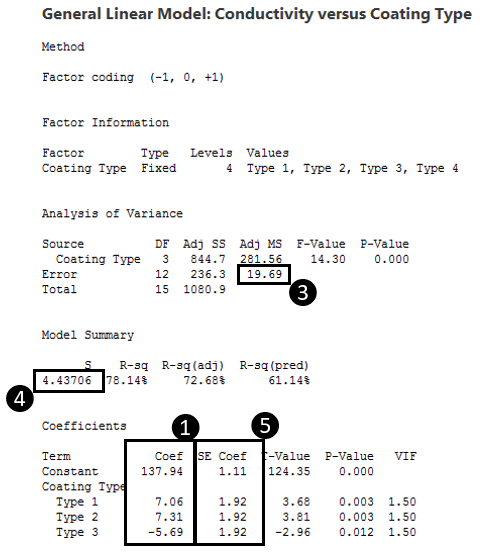 General Linear Model: Conductivity versus Coating Type
Method
Factor coding (-1, 0, +1)
Factor Information
Factor Type Levels Values
Coating Type Fixed 4 Type 1, Type 2, Type 3, Type 4
Analysis of Variance
Source DF Adj SS Adj MS F-Value P-Value
Coating Type 3 844.7 281.56 14.30 0.000
Error 12 236.3 19.69
Total 15 1080.9
3
Model Summary
S R-sq R-sq(adj) R-sq(pred)
4.43706 78.14% 72.68% 61.14%
4
Coefficients
1 5
Term Coef SE Coef T-Value P-Value VIF
Constant 137.94 1.11 124.35 0.000
Coating Type
Type 1 7.06 1.92 3.68 0.003 1.50
Type 2 7.31 1.92 3.81 0.003 1.50
Type 3 -5.69 1.92 -2.96 0.012 1.50